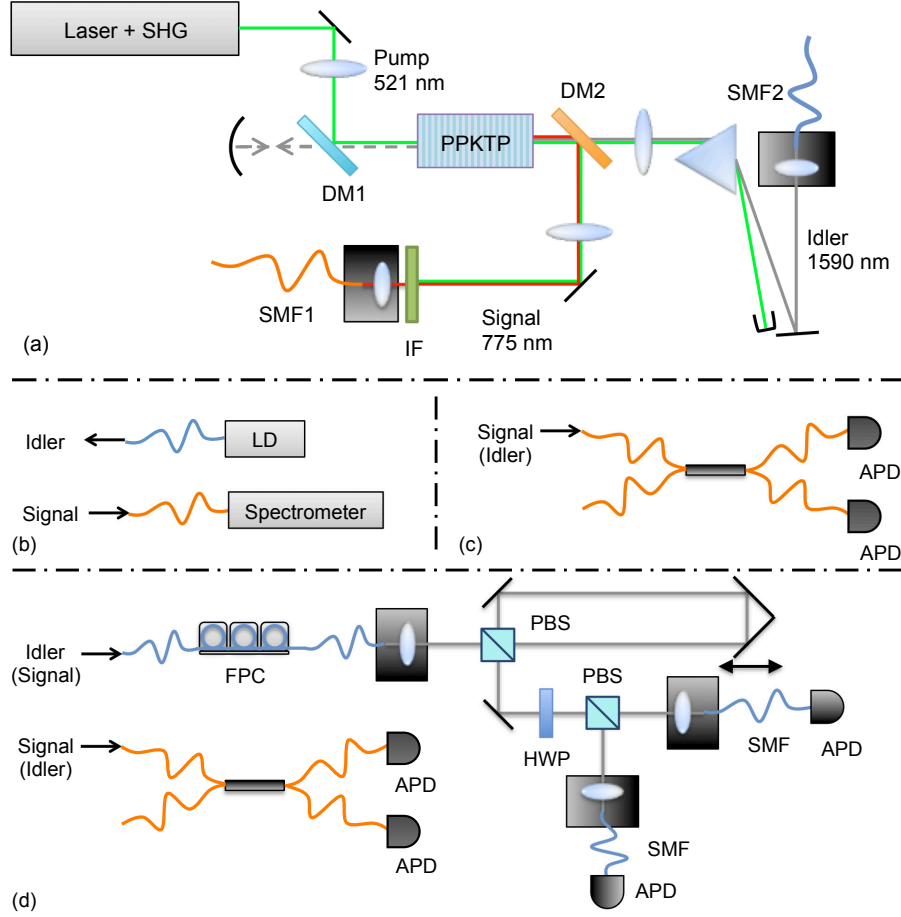 Laser + SHG
Pump
521 nm
DM2
SMF2
PPKTP
DM1
Idler
1590 nm
SMF1
IF
Signal
775 nm
(a)
Idler
LD
Signal
Spectrometer
(b)
Signal
(Idler)
APD
APD
(c)
Idler
(Signal)
FPC
PBS
PBS
HWP
SMF
APD
Signal
(Idler)
APD
APD
SMF
APD
(d)